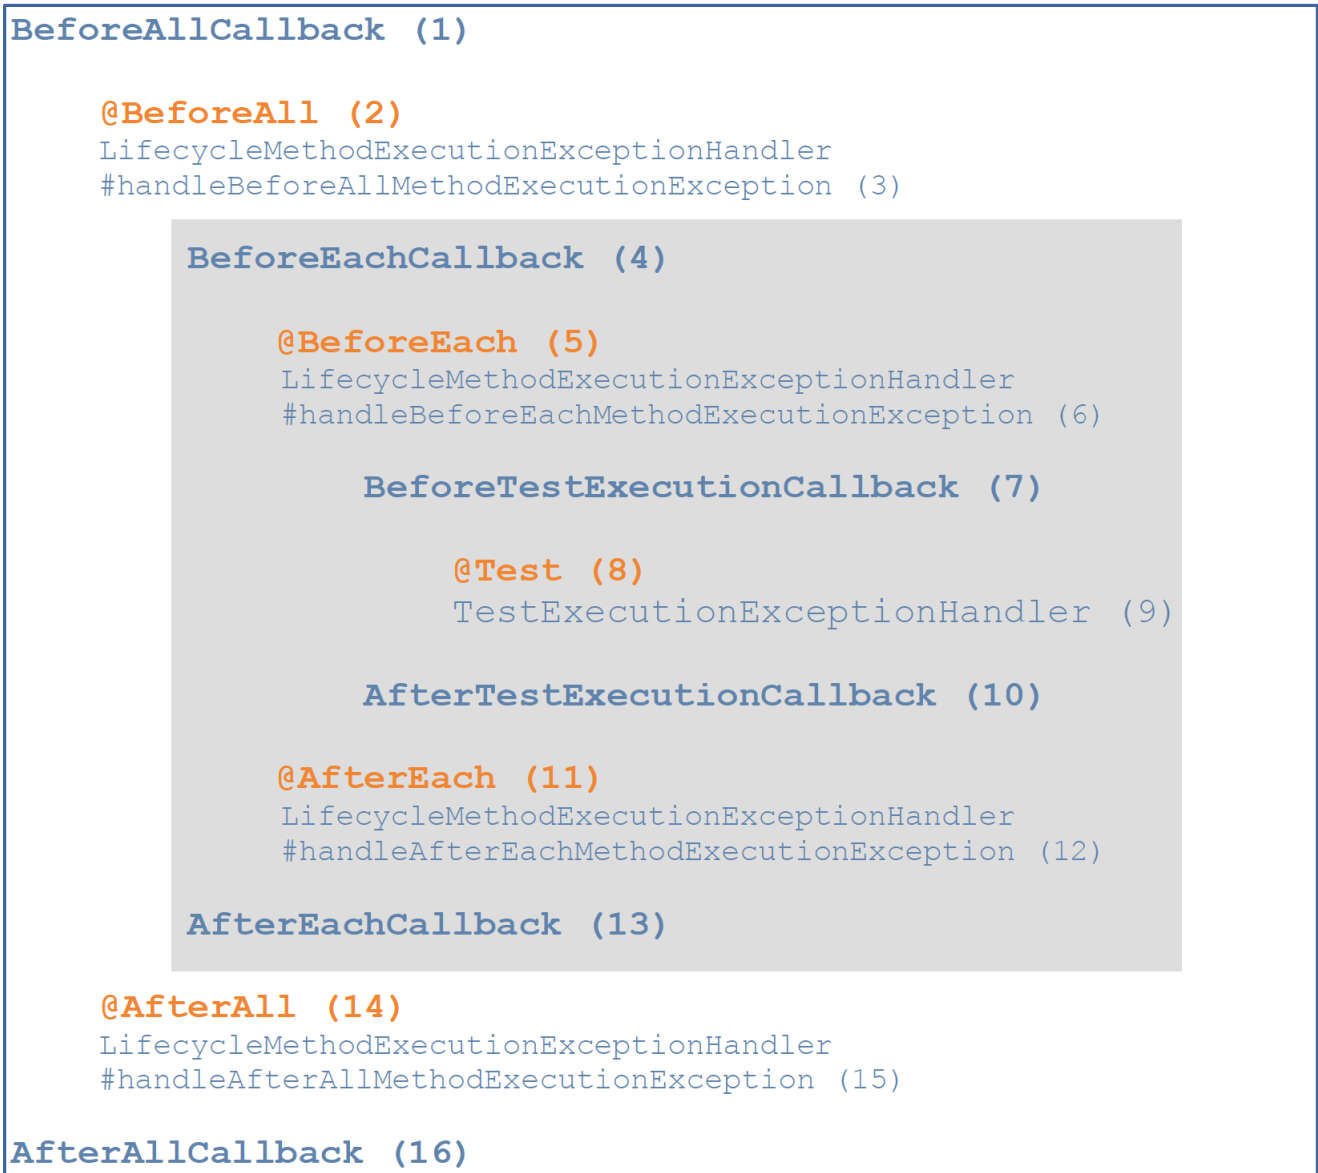 BeforeAllCallback (1)
@BeforeAll (2)
LifecycleMethodExecutionExceptionHandler
#handleBeforeAllMethodExecutionException (3)
BeforeEachCallback (4)
@BeforeEach (5)
LifecycleMethodExecutionExceptionHandler
#handleBeforeEachMethodExecutionException (6)
BeforeTestExecutionCallback (7)
@Test (8)
TestExecutionExceptionHandler (9)
AfterTestExecutionCallback (10)
@AfterEach (11)
LifecycleMethodExecutionExceptionHandler
#handleAfterEachMethodExecutionException (12)
AfterEachCallback (13)
@AfterAll (14)
LifecycleMethodExecutionExceptionHandler
#handleAfterAllMethodExecutionException (15)
AfterAllCallback (16)